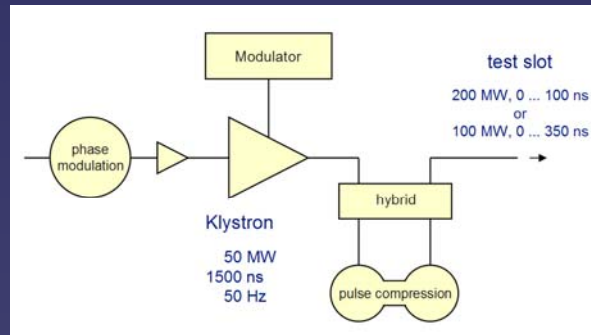 Modulator
test slot
200 MW, 0 ... 100 ns
or
100 MW, 0 ... 350 ns
phase
modulation
hybrid
Klystron
50 MW
1500 ns
50 Hz
pulse compression